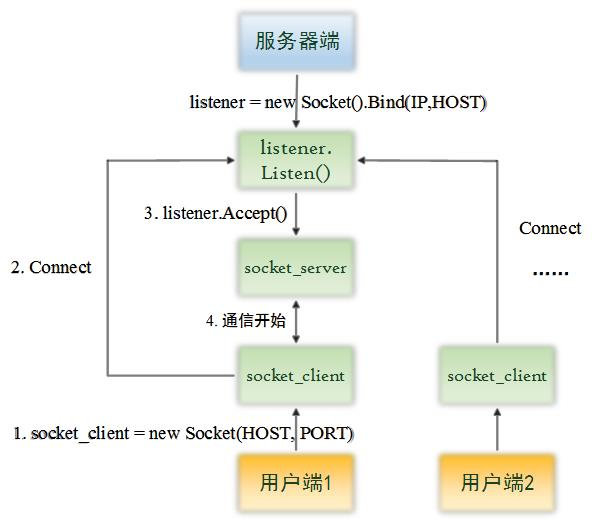 服务器端
listener = new Socket().Bind(IP,HOST)
listener.
Listen()
3. listener.Accept()
2. Connect
Connect
......
socket_server
4. 通信开始
socket_client
socket_client
1. socket_client = new Socket(HOST, PORT)
用户端1
用户端2